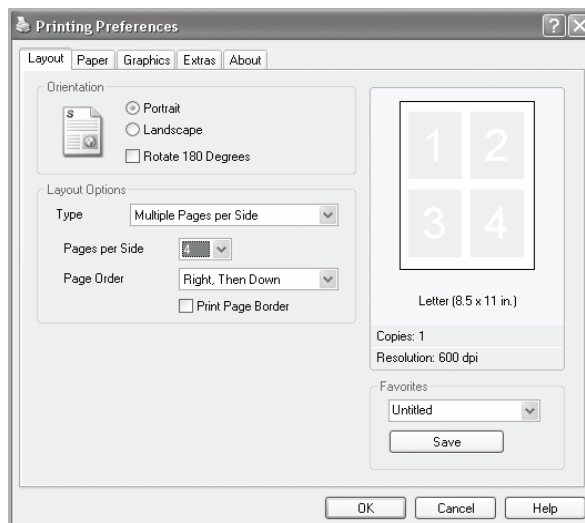 Printing Preferences
Layout Paper Graphics Extras About
Orientation
S
Portrait
Landscape
Rotate 180 Degrees
Layout Options
Type Multiple Pages per Side
Pages per Side 4
Page Order Right, Then Down
Print Page Border
1 2
3 4
Letter (8.5 x 11 in.)
Copies: 1
Resolution: 600 dpi
Favorites
Untitled
Save
OK Cancel Help